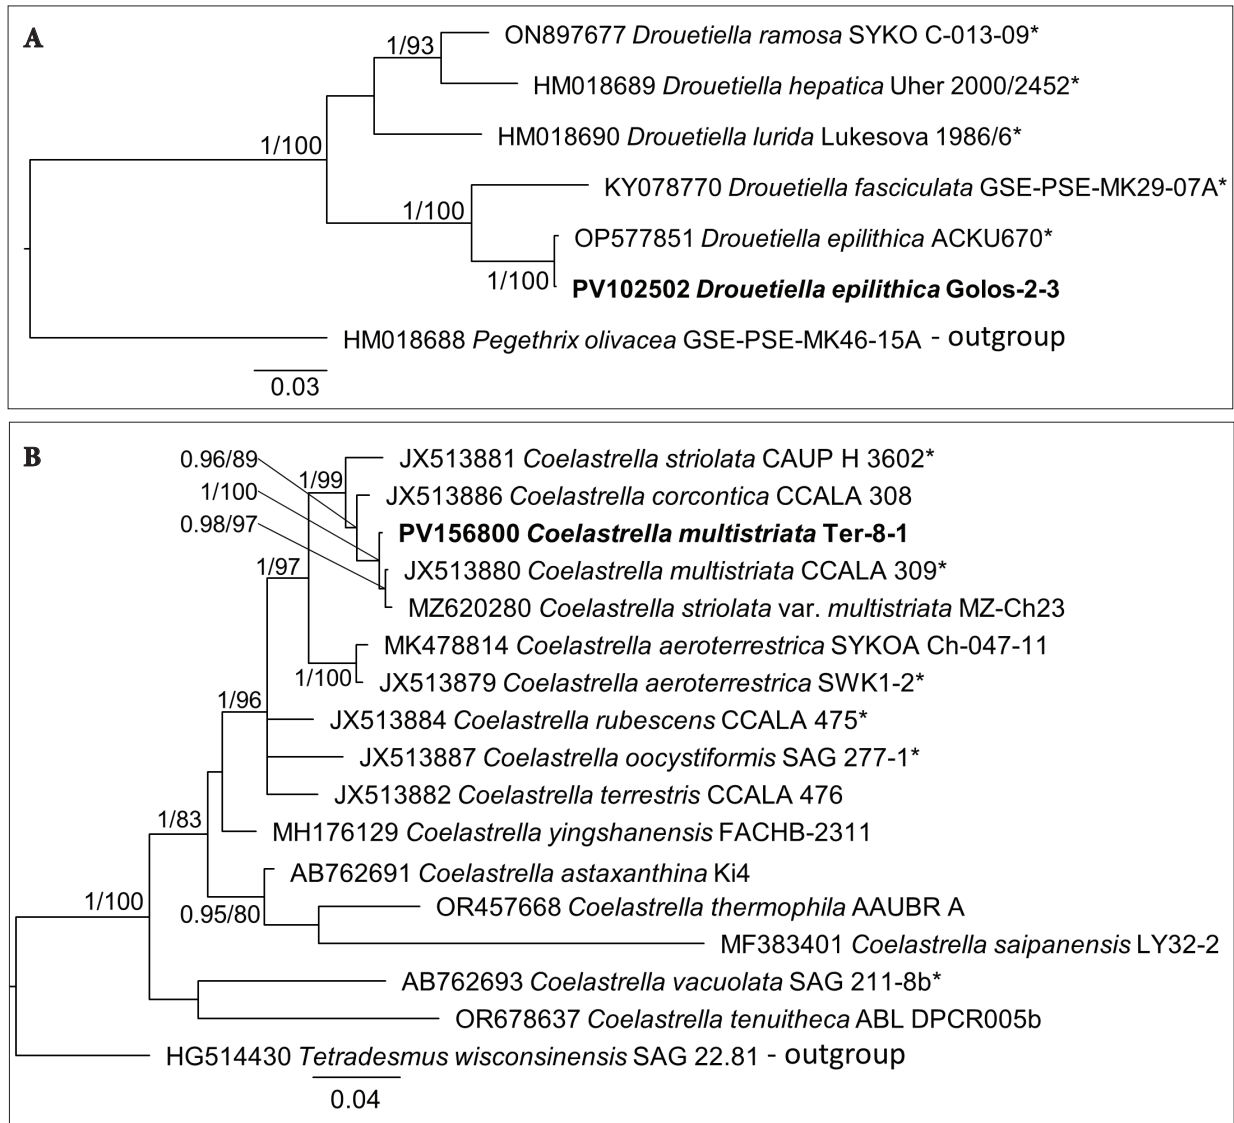 A
1/93
ON897677 Drouetiella ramosa SYKO C-013-09*
HM018689 Drouetiella hepatica Uher 2000/2452*
HM018690 Drouetiella lurida Lukesova 1986/6*
1/100
KY078770 Drouetiella fasciculata GSE-PSE-MK29-07A*
1/100
OP577851 Drouetiella epilithica ACKU670*
1/100
PV102502 Drouetiella epilithica Golos-2-3
HM018688 Pegethrix olivacea GSE-PSE-MK46-15A - outgroup
0.03
B
0.96/89
1/99
JX513881 Coelastrella striolata CAUP H 3602*
1/100
JX513886 Coelastrella corcontica CCALA 308
0.98/97
PV156800 Coelastrella multistriata Ter-8-1
1/97
JX513880 Coelastrella multistriata CCALA 309*
MZ620280 Coelastrella striolata var. multistriata MZ-Ch23
MK478814 Coelastrella aeroterrestrica SYKOA Ch-047-11
1/100
JX513879 Coelastrella aeroterrestrica SWK1-2*
1/96
JX513884 Coelastrella rubescens CCALA 475*
JX513887 Coelastrella oocystiformis SAG 277-1*
JX513882 Coelastrella terrestris CCALA 476
1/83
MH176129 Coelastrella yingshanensis FACHB-2311
AB762691 Coelastrella astaxanthina Ki4
1/100
0.95/80
OR457668 Coelastrella thermophila AAUBR A
MF383401 Coelastrella saipanensis LY32-2
AB762693 Coelastrella vacuolata SAG 211-8b*
OR678637 Coelastrella tenuitheca ABL DPCR005b
HG514430 Tetradesmus wisconsinensis SAG 22.81 - outgroup
0.04